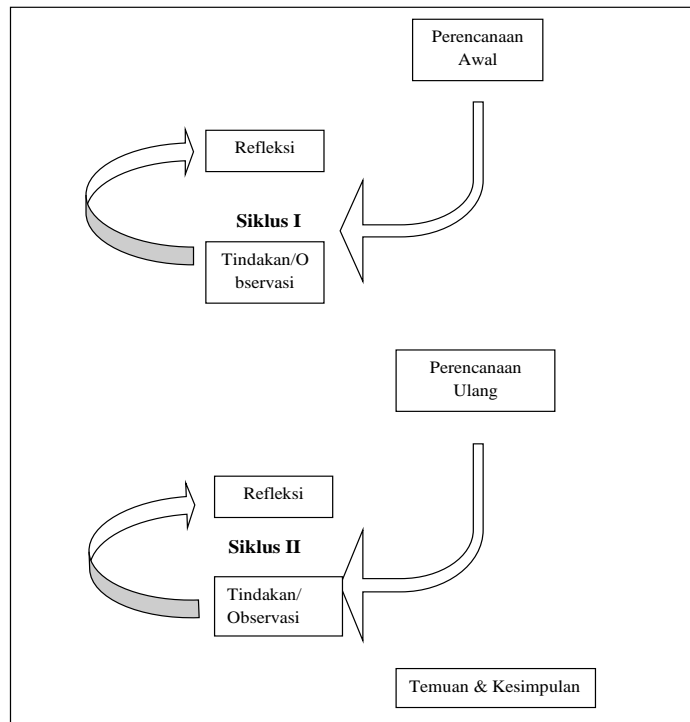 Perencanaan
Awal
Refleksi
Siklus I
Tindakan/O
bservasi
Perencanaan
Ulang
Refleksi
Siklus II
Tindakan/
Observasi
Temuan & Kesimpulan